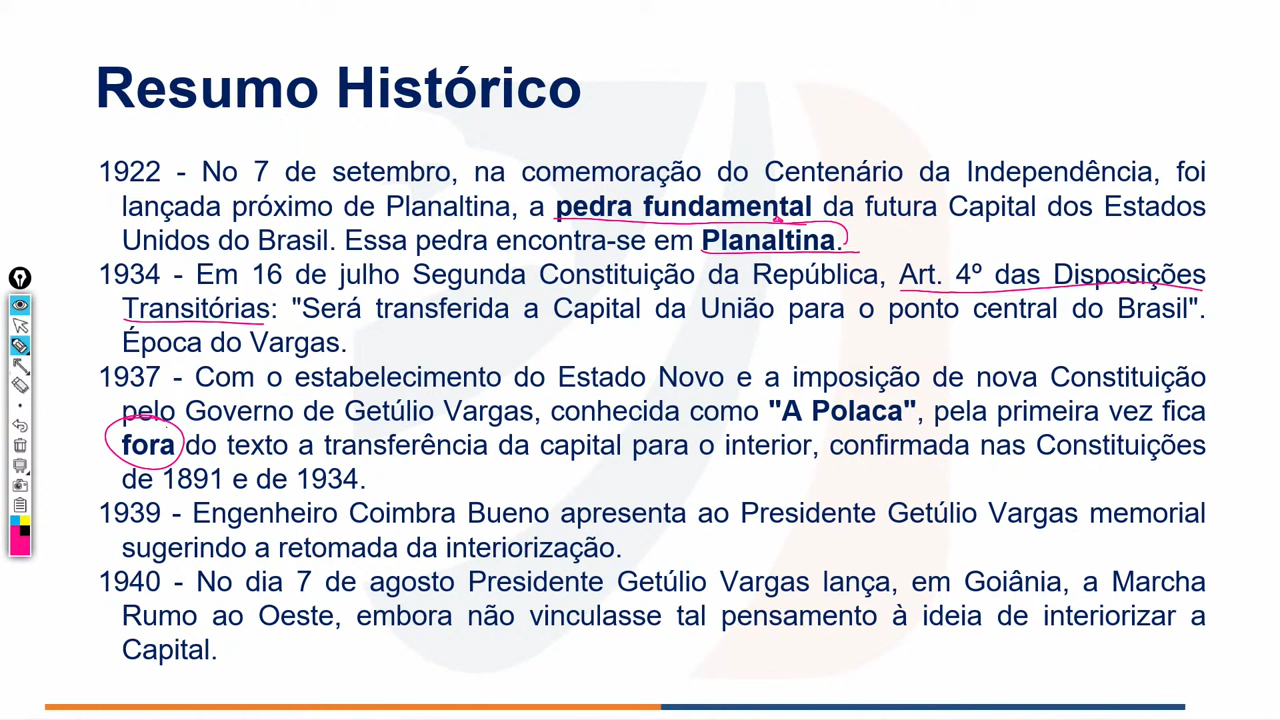 Resumo Histórico
1922 - No 7 de setembro, na comemoração do Centenário da Independência, foi
lançada próximo de Planaltina, a pedra fundamental da futura Capital dos Estados
Unidos do Brasil. Essa pedra encontra-se em Planaltina.
1934 - Em 16 de julho Segunda Constituição da República, Art. 4º das Disposições
Transitórias: "Será transferida a Capital da União para o ponto central do Brasil".
Época do Vargas.
1937 - Com o estabelecimento do Estado Novo e a imposição de nova Constituição
pelo Governo de Getúlio Vargas, conhecida como "A Polaca", pela primeira vez fica
fora do texto a transferência da capital para o interior, confirmada nas Constituições
de 1891 e de 1934.
1939 - Engenheiro Coimbra Bueno apresenta ao Presidente Getúlio Vargas memorial
sugerindo a retomada da interiorização.
1940 - No dia 7 de agosto Presidente Getúlio Vargas lança, em Goiânia, a Marcha
Rumo ao Oeste, embora não vinculasse tal pensamento à ideia de interiorizar a
Capital.